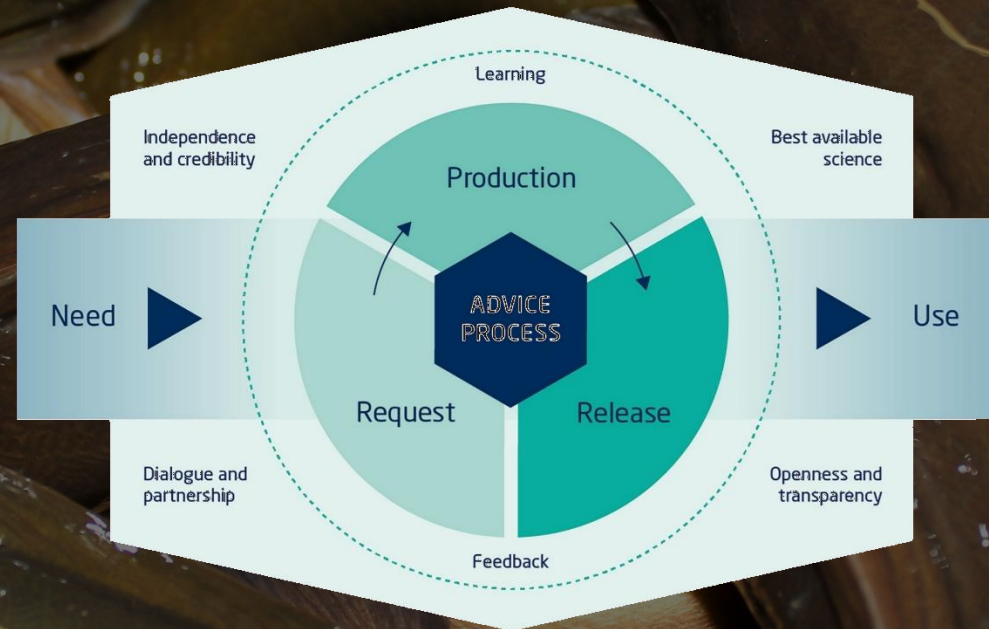 Learning
Independence
and credibility
Best available
science
Production
Need
ADVICE
PROCESS
Use
Request
Release
Dialogue and
partnership
Openness and
transparency
Feedback